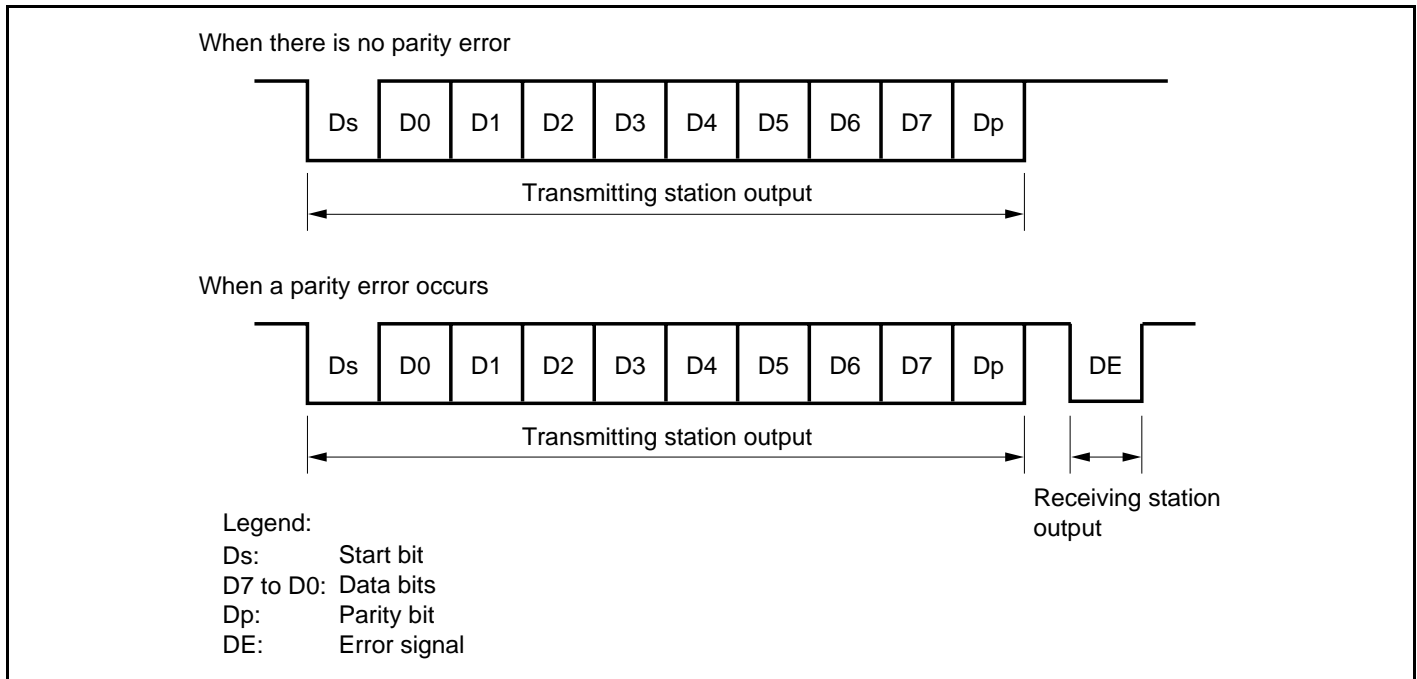 When there is no parity error
Ds D0 D1 D2 D3 D4 D5 D6 D7 Dp
Transmitting station output
When a parity error occurs
Ds D0 D1 D2 D3 D4 D5 D6 D7 Dp DE
Transmitting station output
Receiving station
output
Legend:
Ds: Start bit
D7 to D0: Data bits
Dp: Parity bit
DE: Error signal